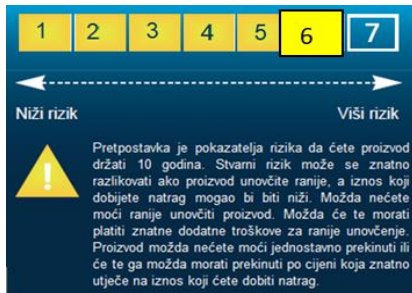 1 2 3 4 5 6 7
Niži rizik Viši rizik
Pretpostavka je pokazatelja rizika da ćete proizvod
držati 10 godina. Stvarni rizik može se znatno
razlikovati ako proizvod unovčite ranije, a iznos koji
dobijete natrag mogao bi biti niži. Možda nećete
moći ranije unovčiti proizvod. Možda će te morati
platiti znatne dodatne troškove za ranije unovčenje.
Proizvod možda nećete moći jednostavno prekinuti ili
će te ga možda morati prekinuti po cijeni koja znatno
utječe na iznos koji ćete dobiti natrag.